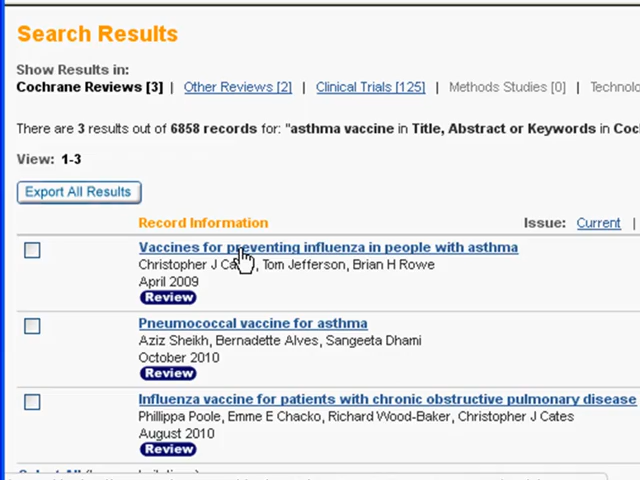 Search Results
Show Results in:
Cochrane Reviews [3] | Other Reviews [2] | Clinical Trials [125] | Methods Studies [0] |
There are 3 results out of 6858 records for: "asthma vaccine in Title, Abstract or Keywords in
View: 1-3
Export All Results
Record Information Issue: Current |
Vaccines for preventing influenza in people with asthma
Christopher J Tom Jefferson, Brian H Rowe
April 2009
Review
Pneumococcal vaccine for asthma
Aziz Sheikh, Bernadette Alves, Sangeeta Dhami
October 2010
Review
Influenza vaccine for patients with chronic obstructive pulmonary disease
Phillippa Poole, Emme E Chacko, Richard Wood-Baker, Christopher J Cates
August 2010
Review